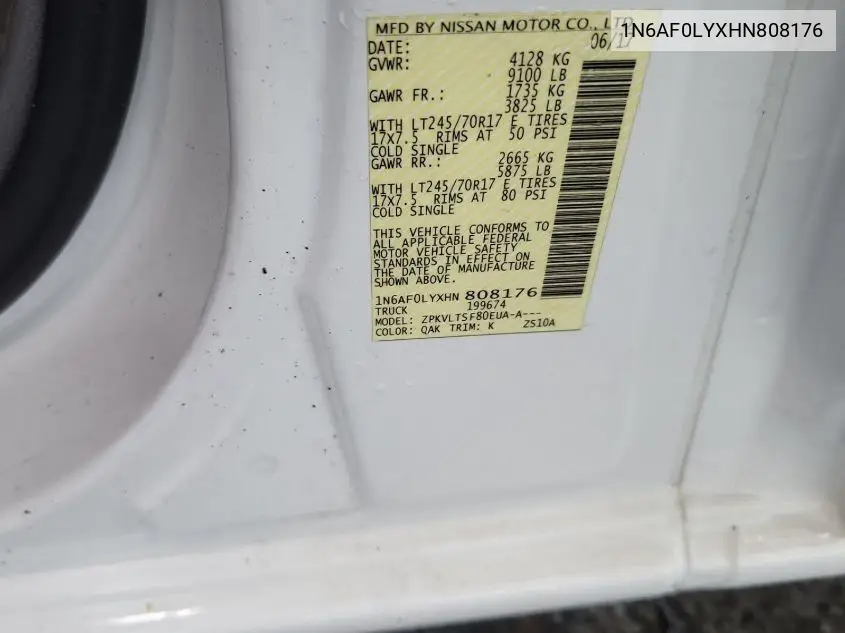 1N6AF0LYXHN808176
MFD BY NISSAN MOTOR CO., LTD
DATE: 06/17
GVWR: 4128 KG
9100 LB
GAWR FR.: 1735 KG
3825 LB
WITH LT245/70R17 E TIRES
17X7.5 RIMS AT 50 PSI
COLD SINGLE
GAWR RR.: 2665 KG
5875 LB
WITH LT245/70R17 E TIRES
17X7.5 RIMS AT 80 PSI
COLD SINGLE
THIS VEHICLE CONFORMS TO
ALL APPLICABLE FEDERAL
MOTOR VEHICLE SAFETY
STANDARDS IN EFFECT ON
THE DATE OF MANUFACTURE
SHOWN ABOVE.
1N6AF0LYXHN 808176
TRUCK 199674
MODEL: ZPKVLTSF80EUA-A---
COLOR: QAK TRIM: K ZS10A